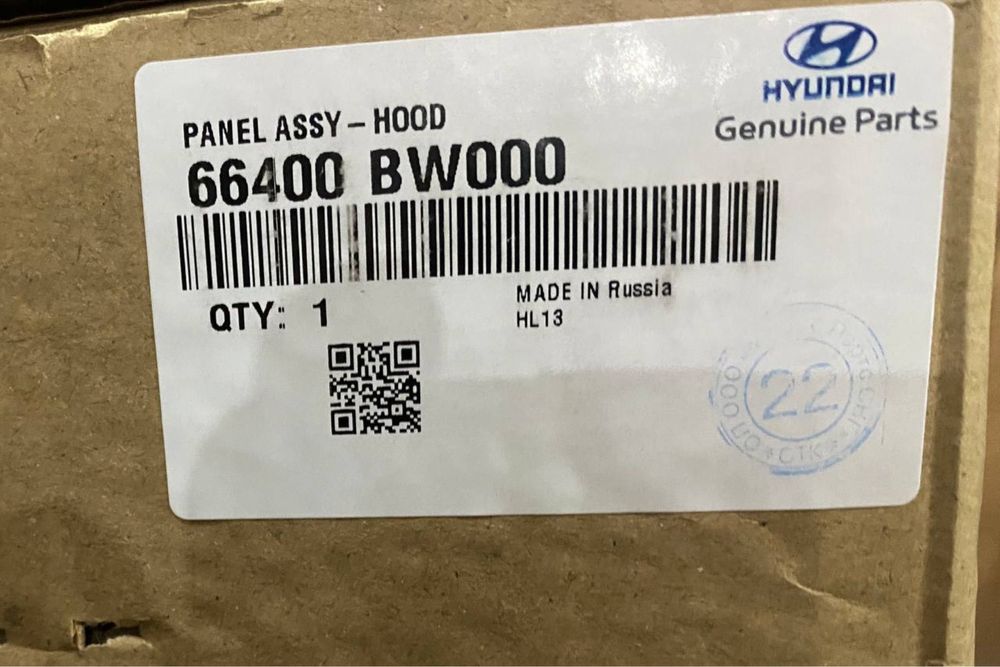 HYUNDAI
Genuine Parts
PANEL ASSY – HOOD
66400 BW000
QTY: 1
MADE IN Russia
HL13
22